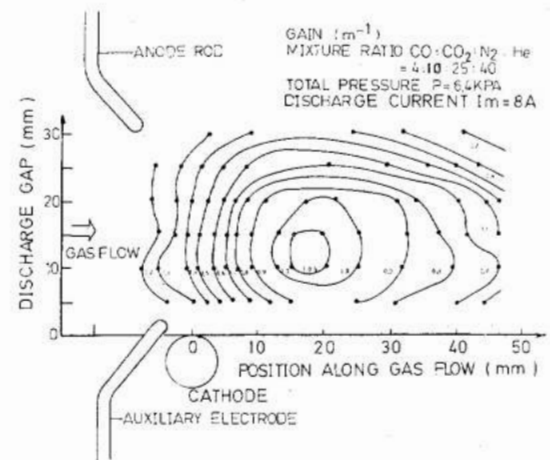 GAIN (m⁻¹)
ANODE ROD
MIXTURE RATIO CO:CO₂:N₂:He
= 4:10:25:40
TOTAL PRESSURE P=6,4KPA
DISCHARGE CURRENT Im=8A
DISCHARGE GAP (mm)
30
20
10
0
GAS FLOW
0 10 20 30 40 50
POSITION ALONG GAS FLOW (mm)
CATHODE
AUXILIARY ELECTRODE